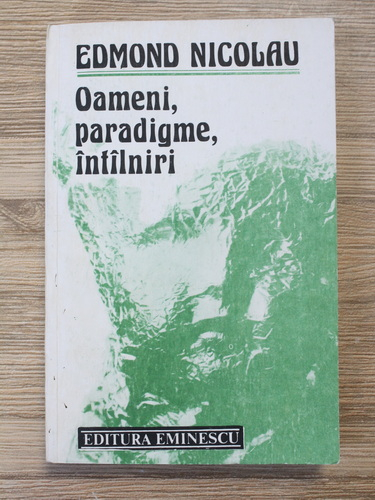 EDMOND NICOLAU
Oameni,
paradigme,
întîlniri
EDITURA EMINESCU